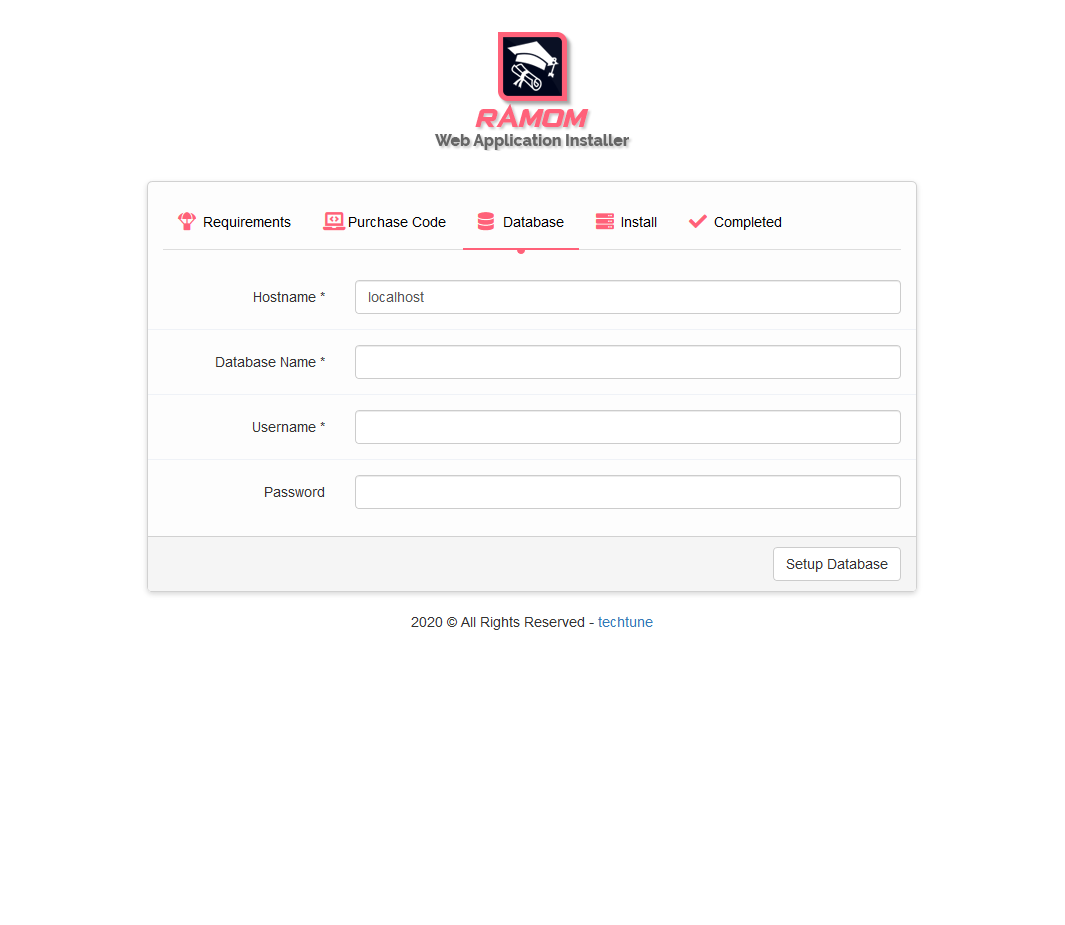 RAMOM
Web Application Installer
Requirements Purchase Code Database Install Completed
Hostname * localhost
Database Name *
Username *
Password
Setup Database
2020 © All Rights Reserved - techtune